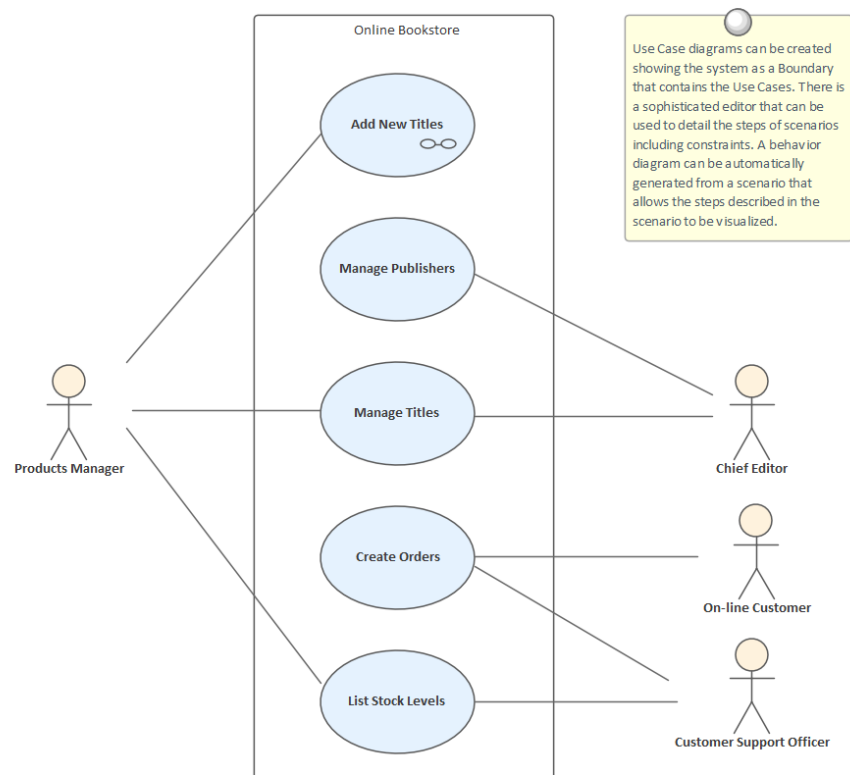 Online Bookstore
Use Case diagrams can be created
showing the system as a Boundary
that contains the Use Cases. There is
a sophisticated editor that can be
used to detail the steps of scenarios
including constraints. A behavior
diagram can be automatically
generated from a scenario that
allows the steps described in the
scenario to be visualized.
Add New Titles
Manage Publishers
Manage Titles
Products Manager
Chief Editor
Create Orders
On-line Customer
List Stock Levels
Customer Support Officer